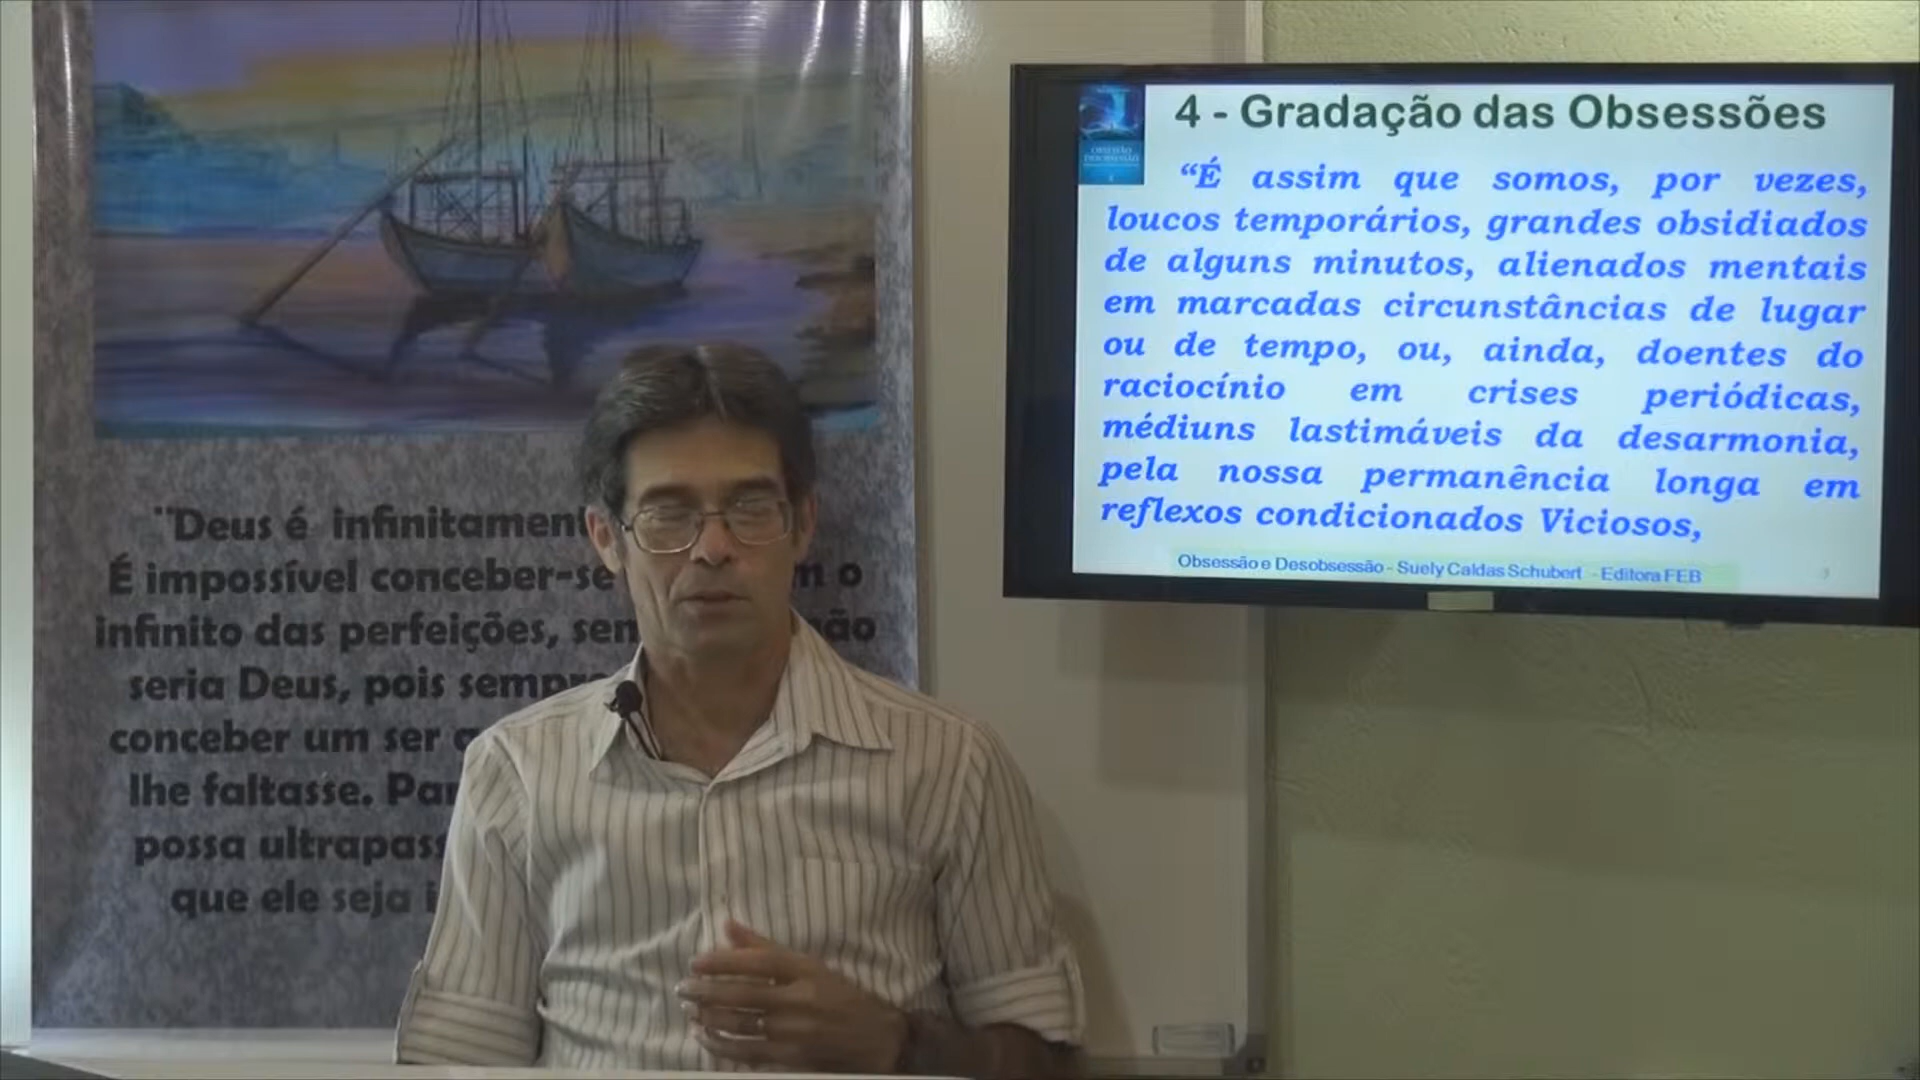 4 - Gradação das Obsessões
“É assim que somos, por vezes,
loucos temporários, grandes obsidiados
de alguns minutos, alienados mentais
em marcadas circunstâncias de lugar
ou de tempo, ou, ainda, doentes do
raciocínio em crises periódicas,
médiuns lastimáveis da desarmonia,
pela nossa permanência longa em
reflexos condicionados Viciosos,
Obsessão e Desobsessão - Suely Caldas Schubert - Editora FEB
OBSESSÃO
DESOBSESSÃO
"Deus é infinitament
É impossível conceber-se m o
infinito das perfeições, sem não
seria Deus, pois sempre
conceber um ser
lhe faltasse. Par
possa ultrapass
que ele seja i